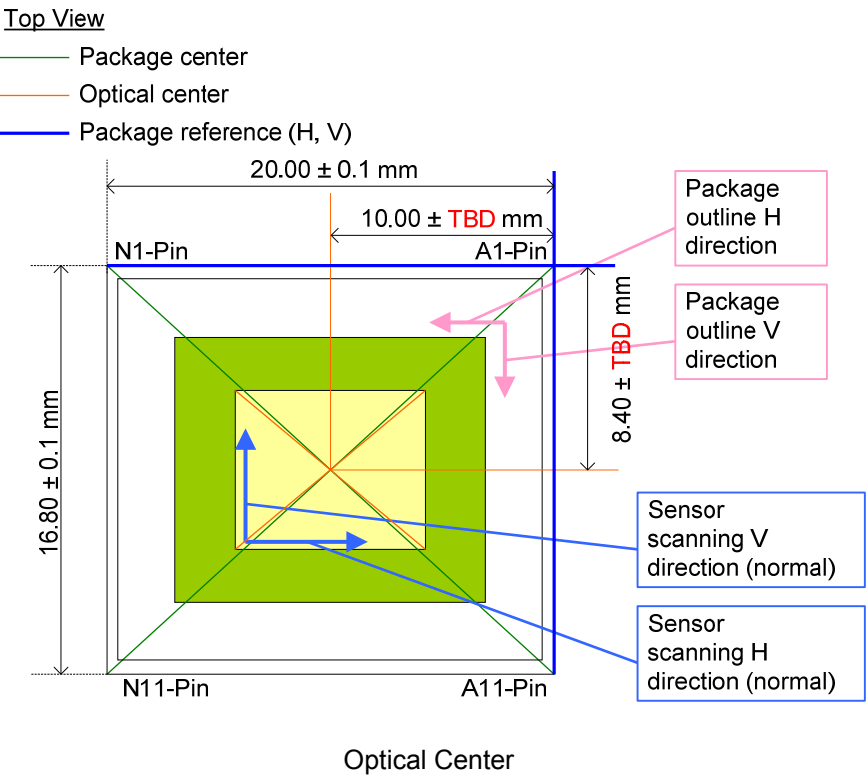 Top View
Package center
Optical center
Package reference (H, V)
20.00 ± 0.1 mm
10.00 ± TBD mm
N1-Pin
A1-Pin
Package
outline H
direction
Package
outline V
direction
8.40 ± TBD mm
16.80 ± 0.1 mm
Sensor
scanning V
direction (normal)
Sensor
scanning H
direction (normal)
N11-Pin
A11-Pin
Optical Center